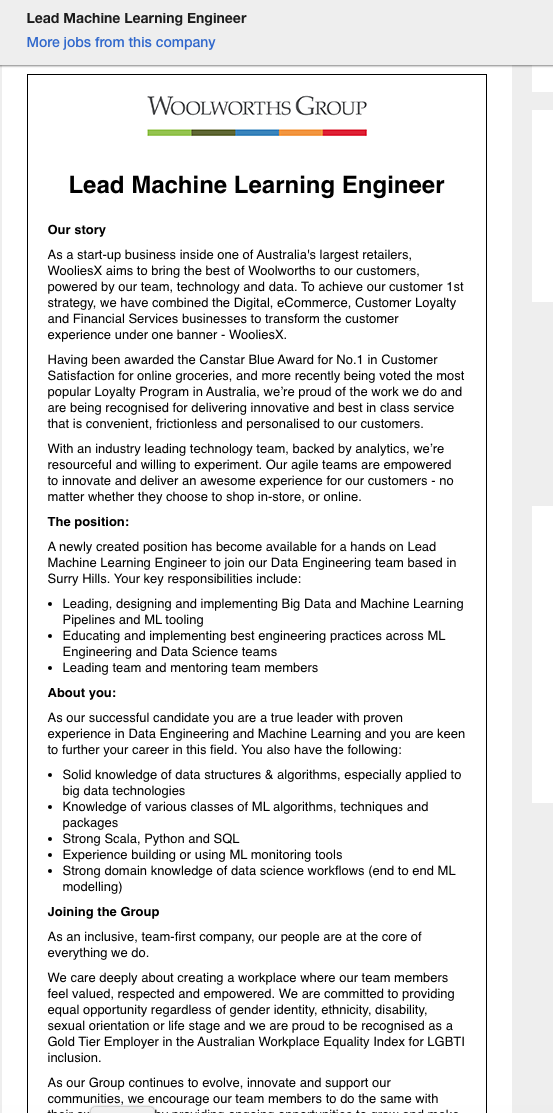 Lead Machine Learning Engineer
More jobs from this company
WOOLWORTHS GROUP
Lead Machine Learning Engineer
Our story
As a start-up business inside one of Australia's largest retailers,
WooliesX aims to bring the best of Woolworths to our customers,
powered by our team, technology and data. To achieve our customer 1st
strategy, we have combined the Digital, eCommerce, Customer Loyalty
and Financial Services businesses to transform the customer
experience under one banner - WooliesX.
Having been awarded the Canstar Blue Award for No.1 in Customer
Satisfaction for online groceries, and more recently being voted the most
popular Loyalty Program in Australia, we're proud of the work we do and
are being recognised for delivering innovative and best in class service
that is convenient, frictionless and personalised to our customers.
With an industry leading technology team, backed by analytics, we're
resourceful and willing to experiment. Our agile teams are empowered
to innovate and deliver an awesome experience for our customers - no
matter whether they choose to shop in-store, or online.
The position:
A newly created position has become available for a hands on Lead
Machine Learning Engineer to join our Data Engineering team based in
Surry Hills. Your key responsibilities include:
• Leading, designing and implementing Big Data and Machine Learning
Pipelines and ML tooling
• Educating and implementing best engineering practices across ML
Engineering and Data Science teams
• Leading team and mentoring team members
About you:
As our successful candidate you are a true leader with proven
experience in Data Engineering and Machine Learning and you are keen
to further your career in this field. You also have the following:
• Solid knowledge of data structures & algorithms, especially applied to
big data technologies
• Knowledge of various classes of ML algorithms, techniques and
packages
• Strong Scala, Python and SQL
• Experience building or using ML monitoring tools
• Strong domain knowledge of data science workflows (end to end ML
modelling)
Joining the Group
As an inclusive, team-first company, our people are at the core of
everything we do.
We care deeply about creating a workplace where our team members
feel valued, respected and empowered. We are committed to providing
equal opportunity regardless of gender identity, ethnicity, disability,
sexual orientation or life stage and we are proud to be recognised as a
Gold Tier Employer in the Australian Workplace Equality Index for LGBTI
inclusion.
As our Group continues to evolve, innovate and support our
communities, we encourage our team members to do the same with